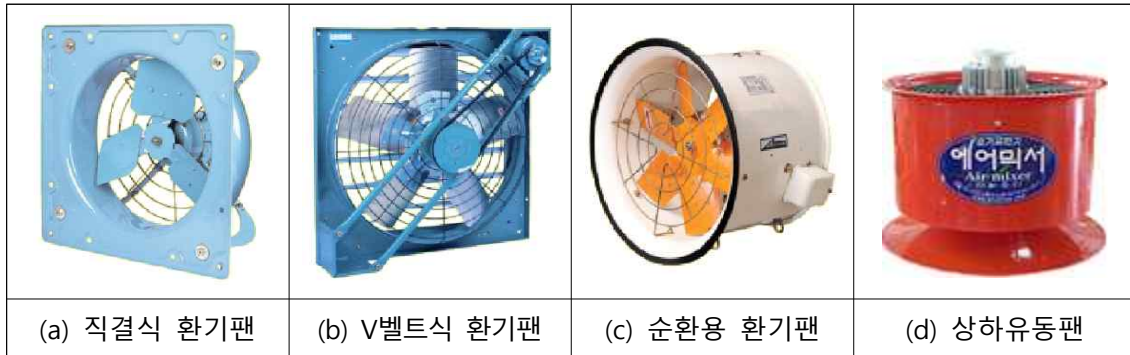 에어믹서
Air-mixer
(a) 직결식 환기팬
(b) V벨트식 환기팬
(c) 순환용 환기팬
(d) 상하유동팬